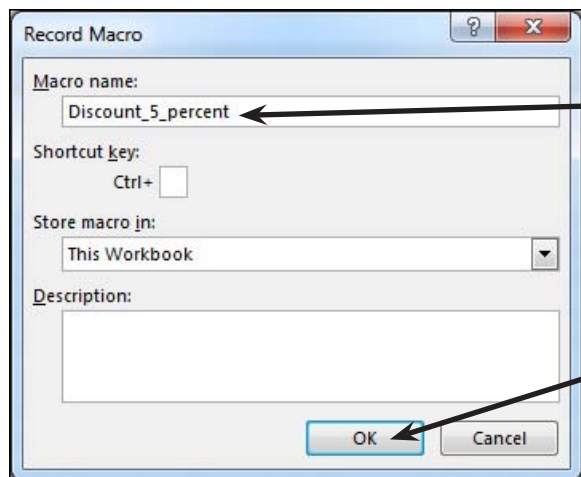 Record Macro
Macro name:
Discount_5_percent
Shortcut key:
Ctrl+
Store macro in:
This Workbook
Description:
OK Cancel